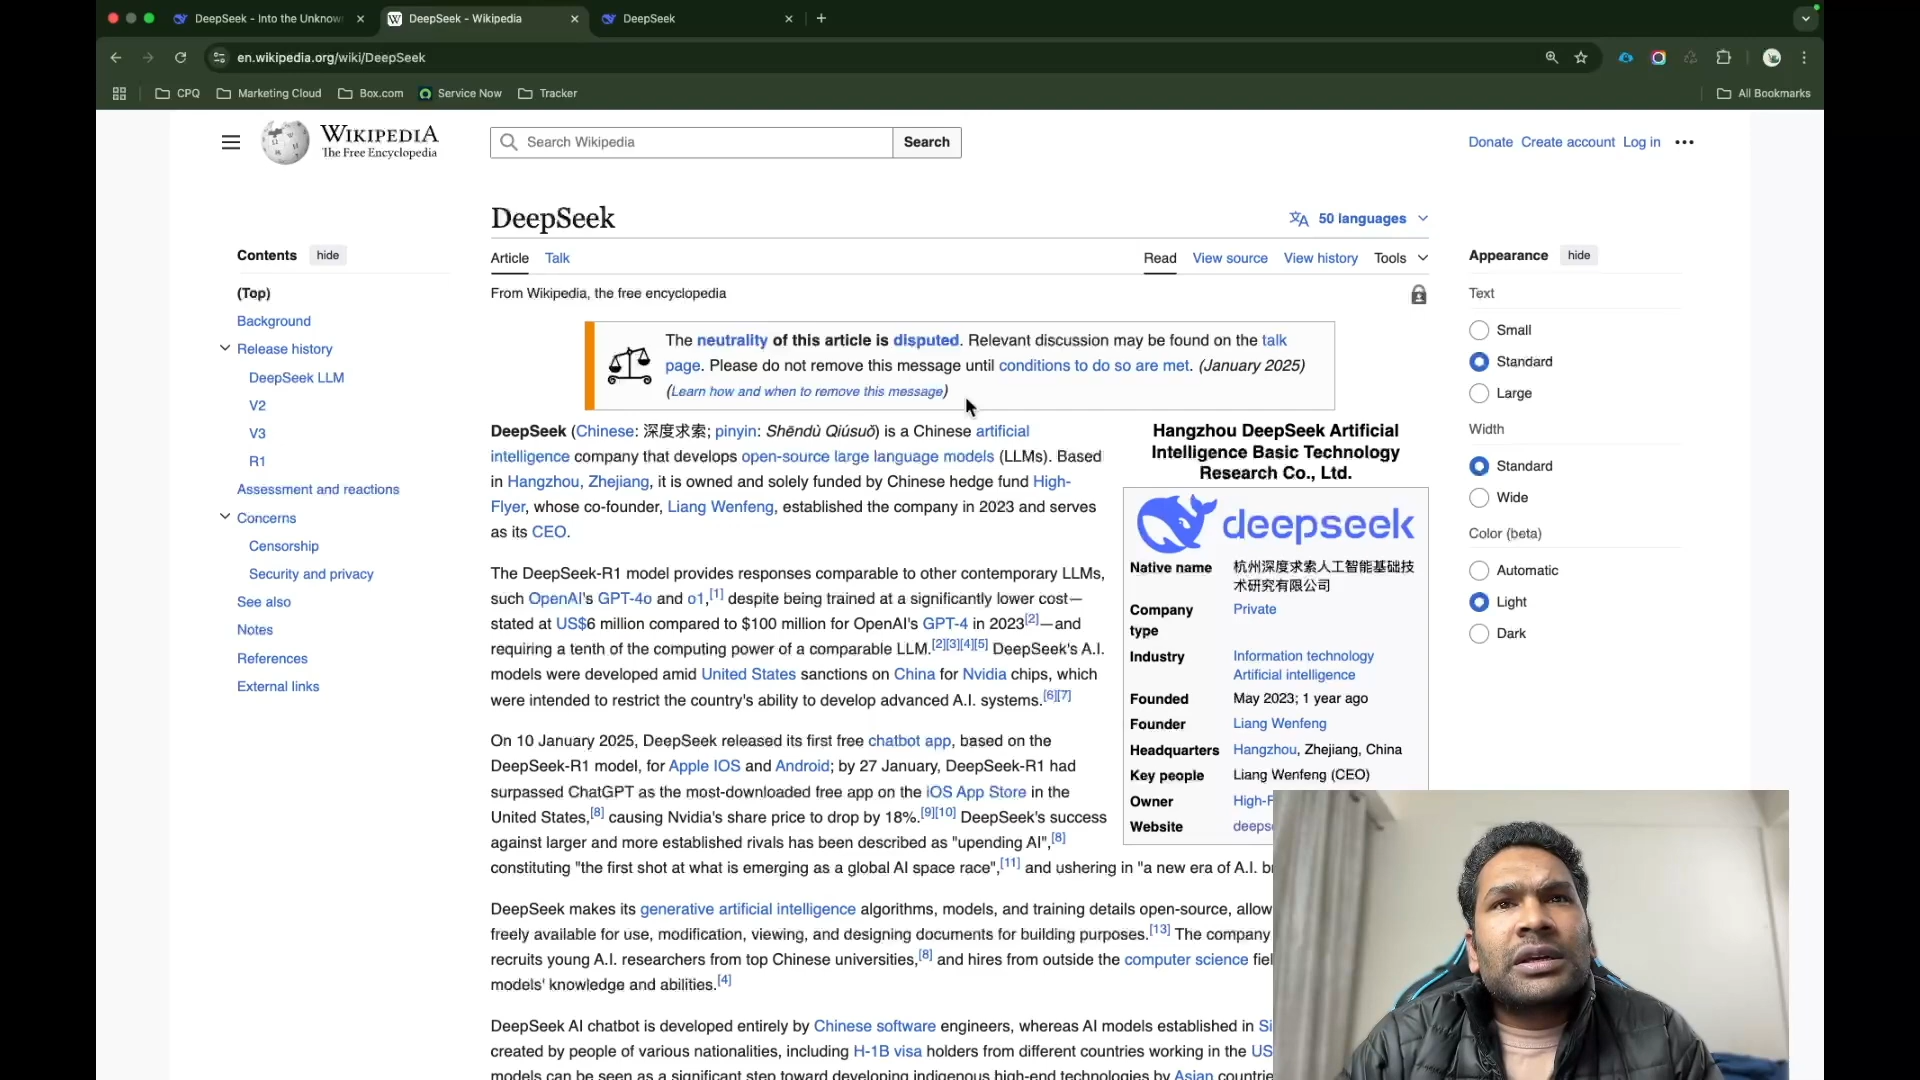 DeepSeek - Into the Unknown
DeepSeek - Wikipedia
DeepSeek
en.wikipedia.org/wiki/DeepSeek
CPQ
Marketing Cloud
Box.com
Service Now
Tracker
All Bookmarks
WIKIPEDIA
The Free Encyclopedia
Search Wikipedia
Search
Donate Create account Log in
DeepSeek
50 languages
Contents hide
(Top)
Background
Release history
DeepSeek LLM
V2
V3
R1
Assessment and reactions
Concerns
Censorship
Security and privacy
See also
Notes
References
External links
Article Talk
Read View source View history Tools
From Wikipedia, the free encyclopedia
The neutrality of this article is disputed. Relevant discussion may be found on the talk
page. Please do not remove this message until conditions to do so are met. (January 2025)
(Learn how and when to remove this message)
DeepSeek (Chinese: 深度求索; pinyin: Shēndù Qiúsuǒ) is a Chinese artificial
intelligence company that develops open-source large language models (LLMs). Based
in Hangzhou, Zhejiang, it is owned and solely funded by Chinese hedge fund High-
Flyer, whose co-founder, Liang Wenfeng, established the company in 2023 and serves
as its CEO.
The DeepSeek-R1 model provides responses comparable to other contemporary LLMs,
such OpenAI's GPT-4o and o1,[1] despite being trained at a significantly lower cost—
stated at US$6 million compared to $100 million for OpenAI's GPT-4 in 2023[2]—and
requiring a tenth of the computing power of a comparable LLM.[2][3][4][5] DeepSeek's A.I.
models were developed amid United States sanctions on China for Nvidia chips, which
were intended to restrict the country's ability to develop advanced A.I. systems.[6][7]
On 10 January 2025, DeepSeek released its first free chatbot app, based on the
DeepSeek-R1 model, for Apple IOS and Android; by 27 January, DeepSeek-R1 had
surpassed ChatGPT as the most-downloaded free app on the iOS App Store in the
United States,[8] causing Nvidia's share price to drop by 18%.[9][10] DeepSeek's success
against larger and more established rivals has been described as "upending AI",[8]
constituting "the first shot at what is emerging as a global AI space race",[11] and ushering in "a new era of A.I. br
DeepSeek makes its generative artificial intelligence algorithms, models, and training details open-source, allow
freely available for use, modification, viewing, and designing documents for building purposes.[13] The company
recruits young A.I. researchers from top Chinese universities,[8] and hires from outside the computer science fiel
models' knowledge and abilities.[4]
DeepSeek AI chatbot is developed entirely by Chinese software engineers, whereas AI models established in Si
created by people of various nationalities, including H-1B visa holders from different countries working in the US
models can be seen as a significant step toward developing indigenous high-end technologies by Asian countrie
Hangzhou DeepSeek Artificial
Intelligence Basic Technology
Research Co., Ltd.
deepseek
Native name 杭州深度求索人工智能基础技
术研究有限公司
Company Private
type
Industry Information technology
Artificial intelligence
Founded May 2023; 1 year ago
Founder Liang Wenfeng
Headquarters Hangzhou, Zhejiang, China
Key people Liang Wenfeng (CEO)
Owner High-F
Website deepse
Appearance hide
Text
Small
Standard
Large
Width
Standard
Wide
Color (beta)
Automatic
Light
Dark